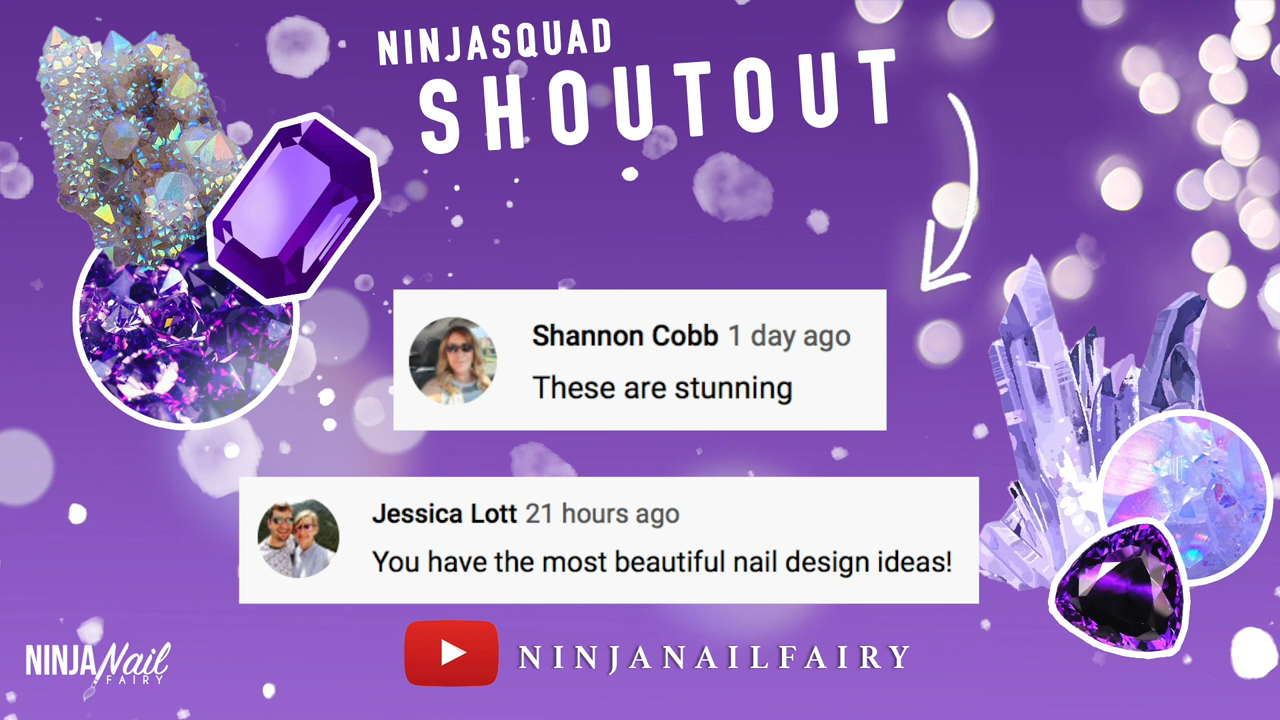 NINJASQUAD
SHOUTOUT
Shannon Cobb 1 day ago
These are stunning
Jessica Lott 21 hours ago
You have the most beautiful nail design ideas!
NINJANAILFAIRY
NINJA Nail
FAIRY